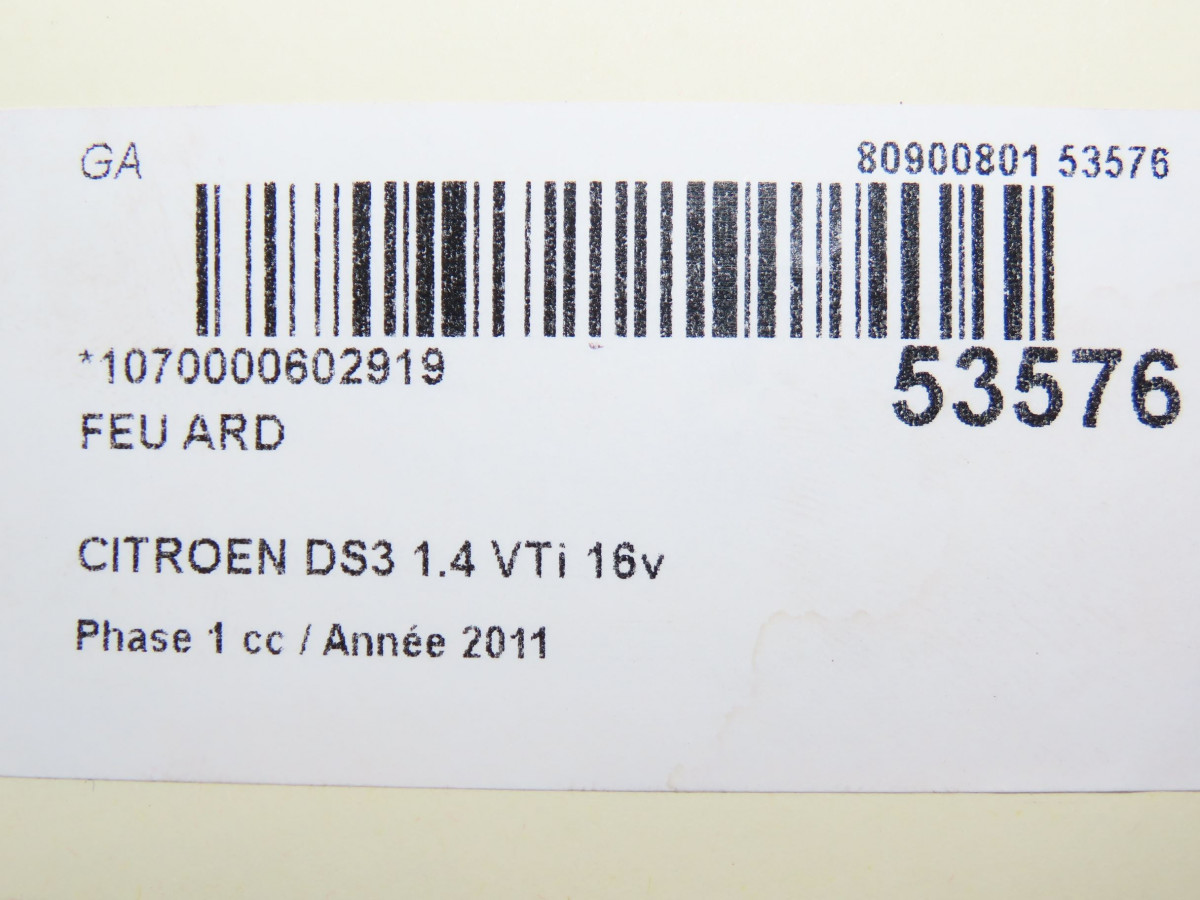 GA
80900801 53576
*1070000602919
53576
FEU ARD
CITROEN DS3 1.4 VTi 16v
Phase 1 cc / Année 2011